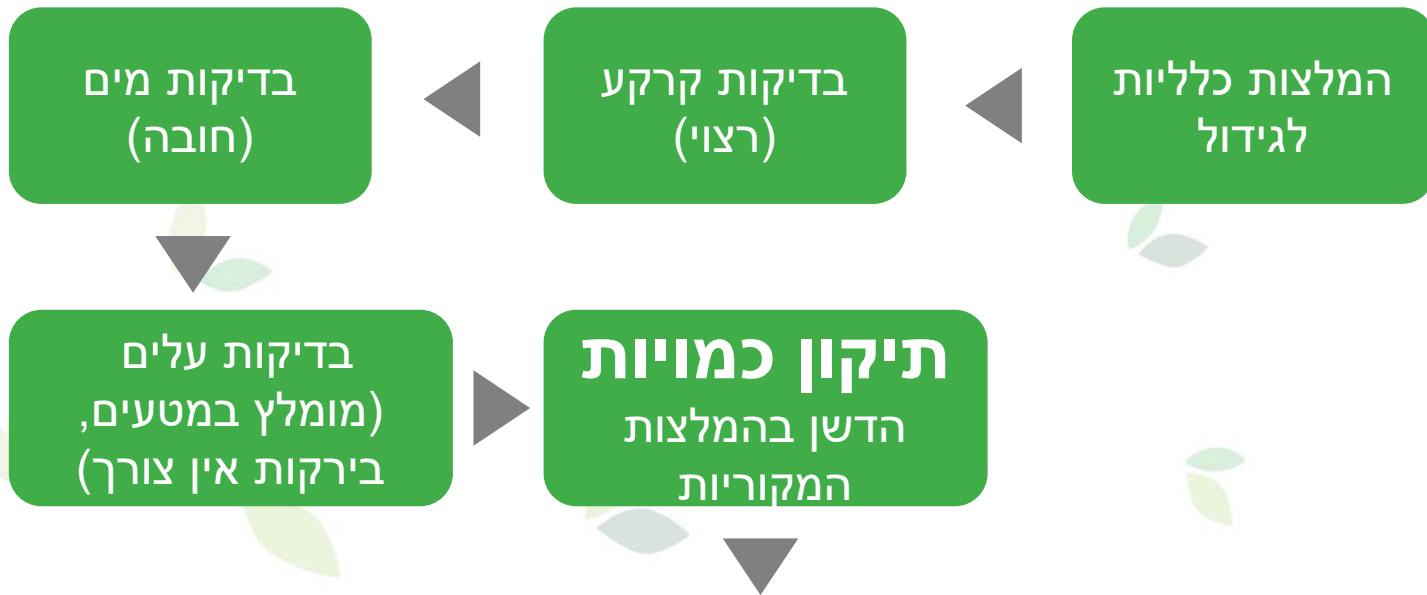 המלצות כלליות
לגידול
בדיקות קרקע
(רצוי)
בדיקות מים
(חובה)
בדיקות עלים
(מומלץ במטעים,
בירקות אין צורך)
תיקון כמויות
הדשן בהמלצות
המקוריות